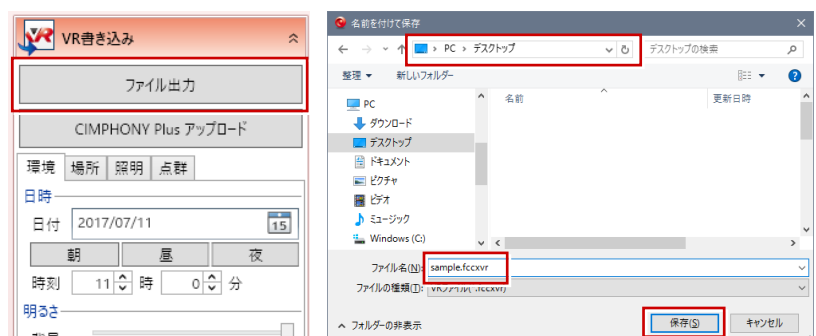 VR書き込み
ファイル出力
CIMPHONY Plus アップロード
環境 場所 照明 点群
日時
日付 2017/07/11 15
朝 昼 夜
時刻 11 時 0 分
明るさ
名前を付けて保存
PC › デスクトップ デスクトップの検索
整理 新しいフォルダー
PC
ダウンロード
デスクトップ
ドキュメント
ピクチャ
ビデオ
ミュージック
Windows (C:)
名前 更新日時
ファイル名(N): sample.fccxvr
ファイルの種類(T): VRファイル(*.fccxvr)
フォルダーの非表示
保存(S) キャンセル